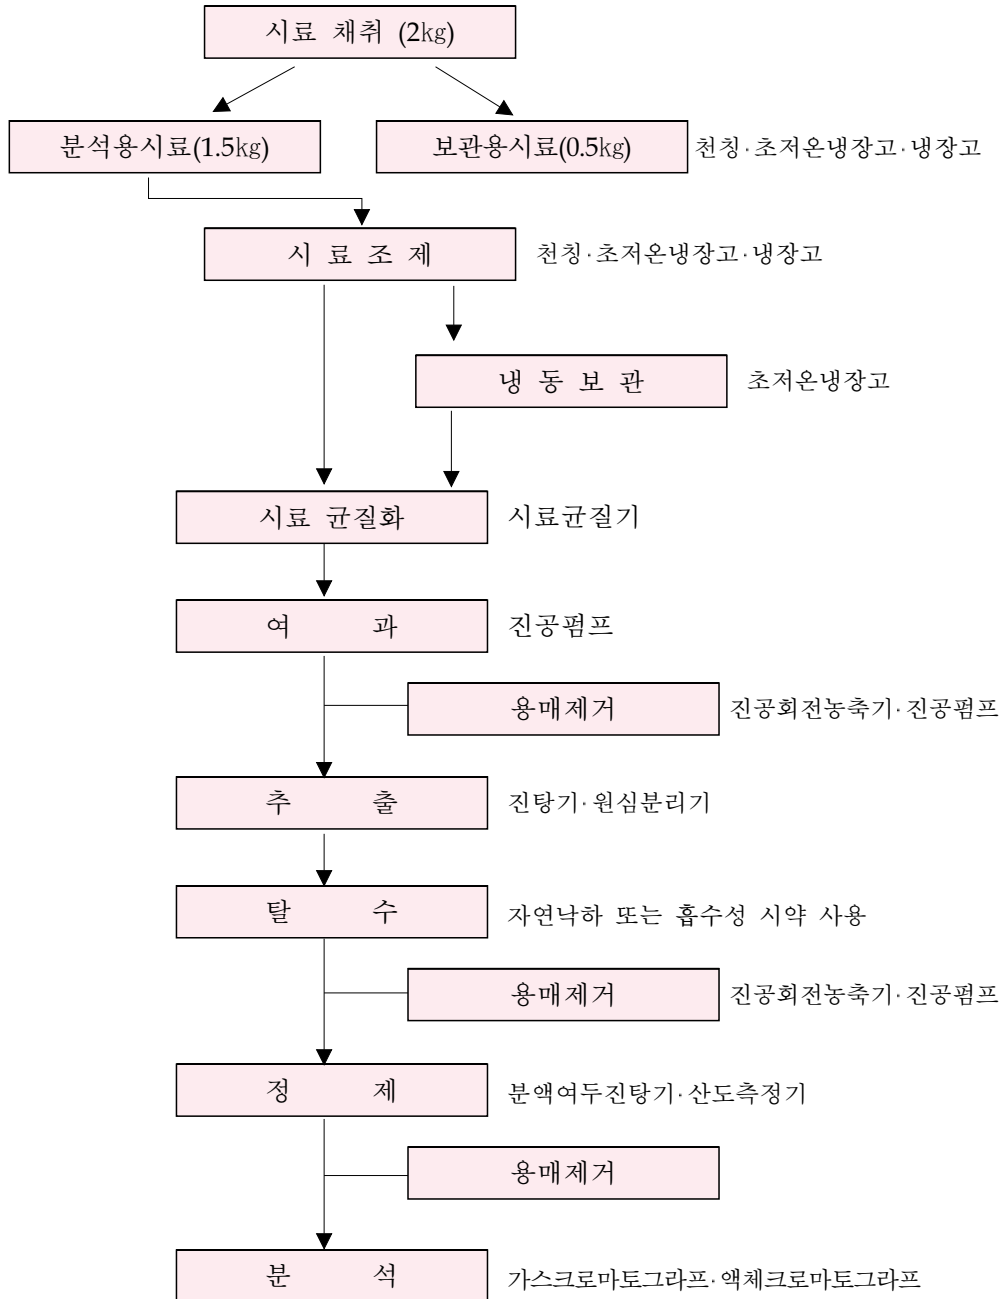 시료 채취 (2㎏)
분석용시료(1.5㎏)
보관용시료(0.5㎏) 천칭·초저온냉장고·냉장고
시 료 조 제 천칭·초저온냉장고·냉장고
냉 동 보 관 초저온냉장고
시료 균질화 시료균질기
여 과 진공펌프
용매제거 진공회전농축기·진공펌프
추 출 진탕기·원심분리기
탈 수 자연낙하 또는 흡수성 시약 사용
용매제거 진공회전농축기·진공펌프
정 제 분액여두진탕기·산도측정기
용매제거
분 석 가스크로마토그라프·액체크로마토그라프